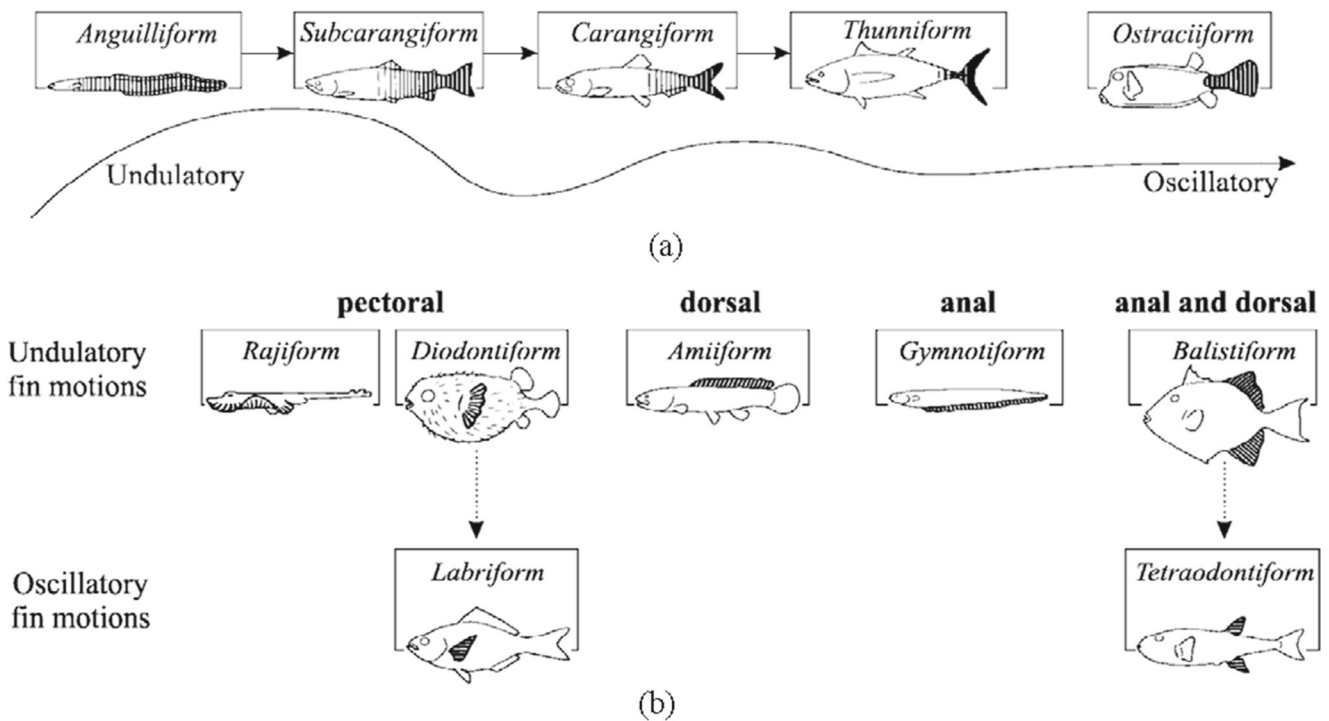 Anguilliform Subcarangiform Carangiform Thunniform Ostraciiform
Undulatory
Oscillatory
(a)
pectoral dorsal anal anal and dorsal
Undulatory
fin motions
Rajiform Diodontiform Amiiform Gymnotiform Balistiform
Oscillatory
fin motions
Labriform Tetraodontiform
(b)